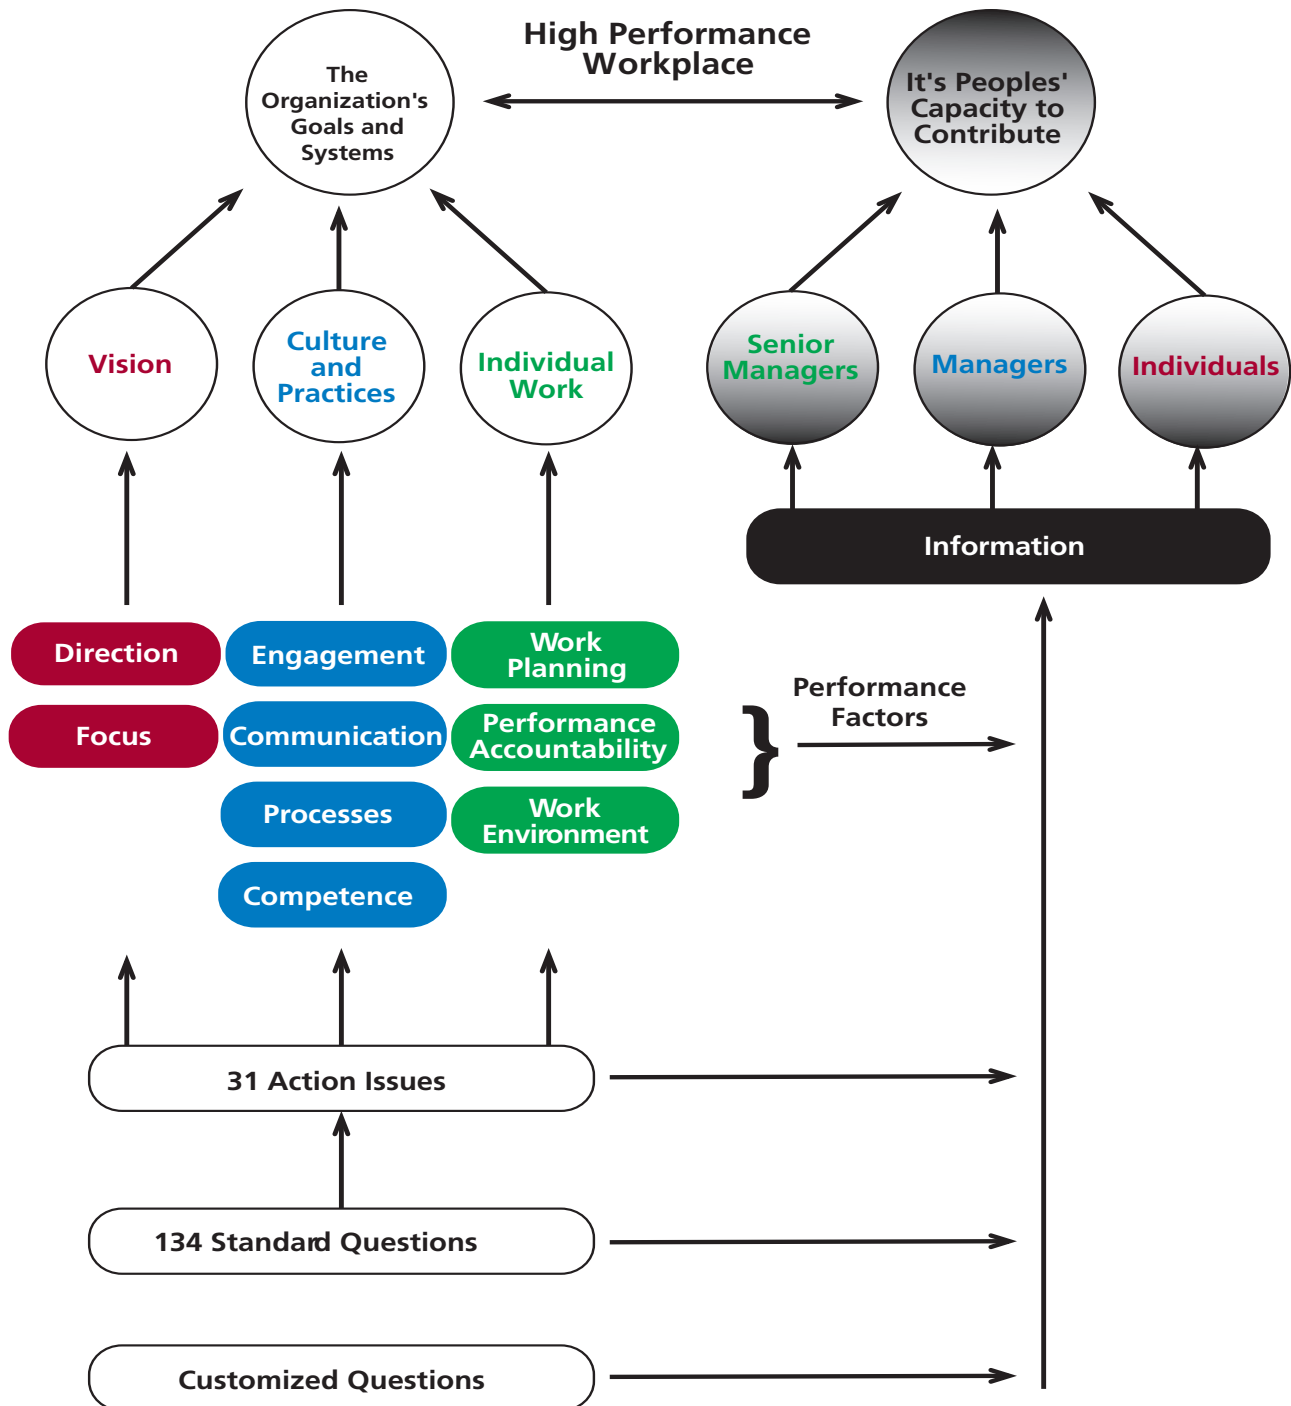 High Performance
Workplace
The
Organization's
Goals and
Systems
It's Peoples'
Capacity to
Contribute
Vision
Culture
and
Practices
Individual
Work
Senior
Managers
Managers
Individuals
Information
Direction
Engagement
Work
Planning
Focus
Communication
Performance
Accountability
Performance
Factors
}
Processes
Work
Environment
Competence
31 Action Issues
134 Standard Questions
Customized Questions